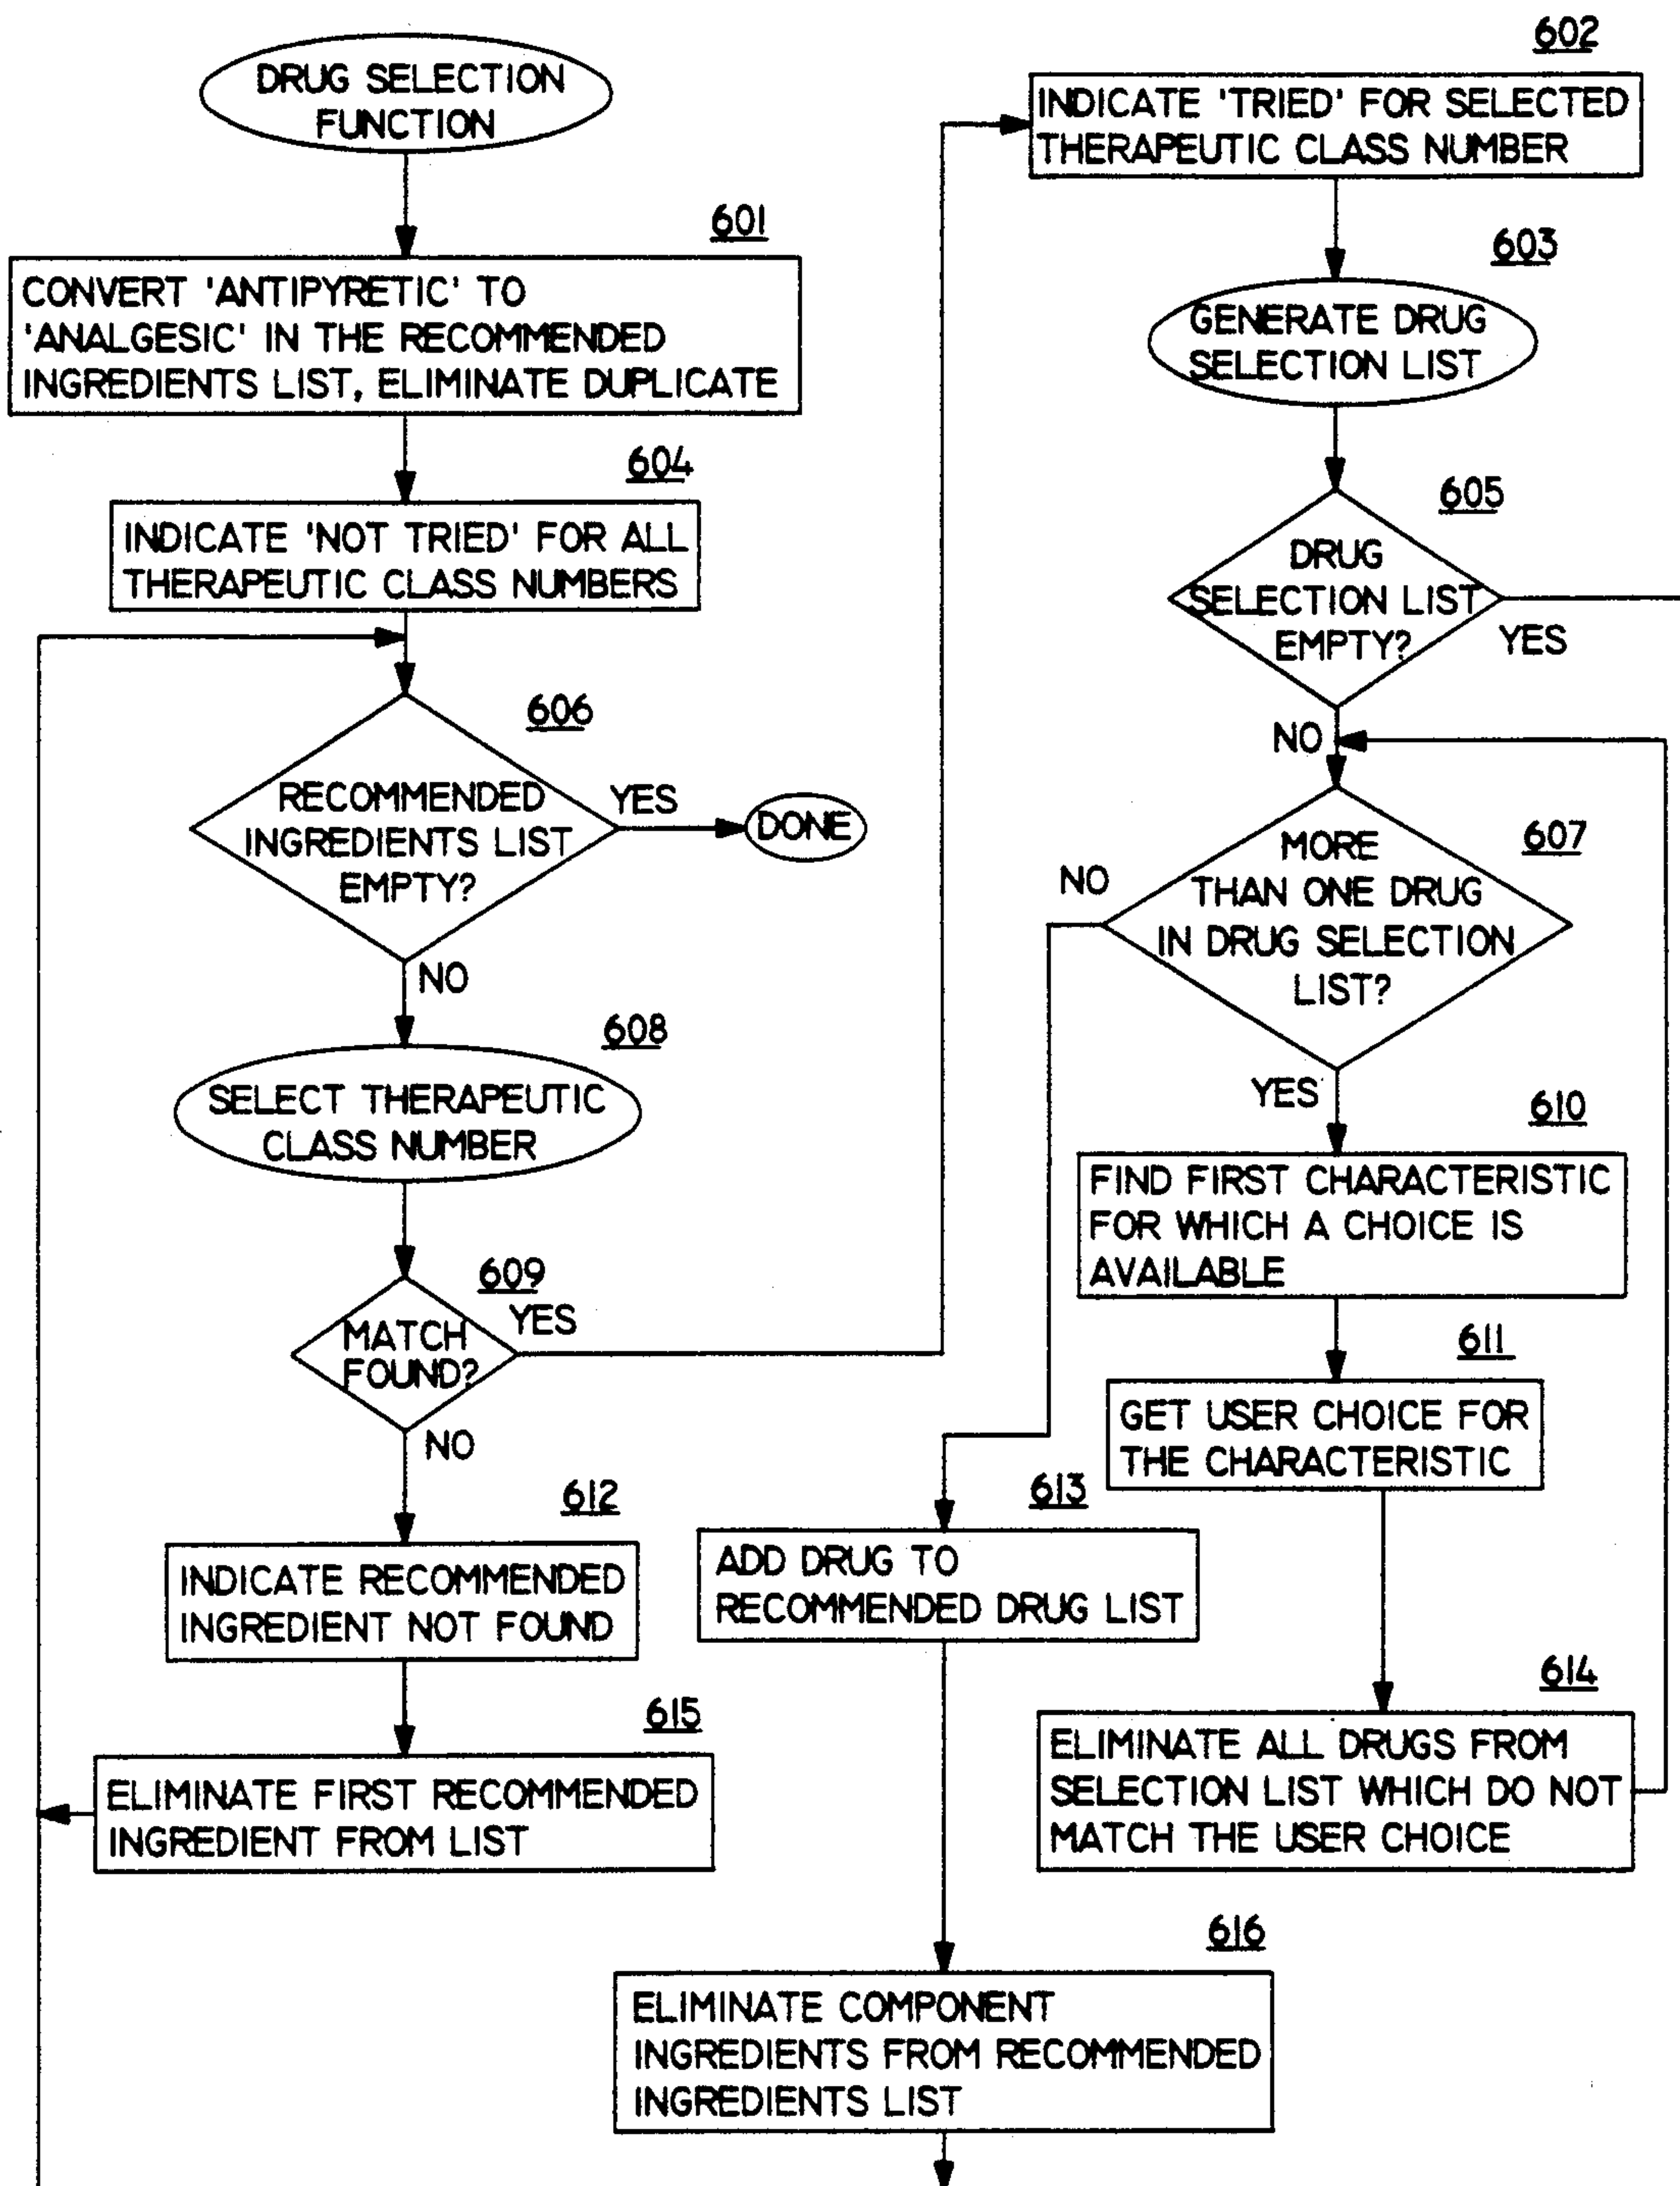 DRUG SELECTION
FUNCTION
601
CONVERT 'ANTIPYRETIC' TO
'ANALGESIC' IN THE RECOMMENDED
INGREDIENTS LIST, ELIMINATE DUPLICATE
604
INDICATE 'NOT TRIED' FOR ALL
THERAPEUTIC CLASS NUMBERS
606
RECOMMENDED
INGREDIENTS LIST
EMPTY?
YES
DONE
NO
608
SELECT THERAPEUTIC
CLASS NUMBER
609
MATCH
FOUND?
YES
NO
612
INDICATE RECOMMENDED
INGREDIENT NOT FOUND
615
ELIMINATE FIRST RECOMMENDED
INGREDIENT FROM LIST
602
INDICATE 'TRIED' FOR SELECTED
THERAPEUTIC CLASS NUMBER
603
GENERATE DRUG
SELECTION LIST
605
DRUG
SELECTION LIST
EMPTY?
YES
NO
607
MORE
THAN ONE DRUG
IN DRUG SELECTION
LIST?
NO
YES
610
FIND FIRST CHARACTERISTIC
FOR WHICH A CHOICE IS
AVAILABLE
611
GET USER CHOICE FOR
THE CHARACTERISTIC
613
ADD DRUG TO
RECOMMENDED DRUG LIST
614
ELIMINATE ALL DRUGS FROM
SELECTION LIST WHICH DO NOT
MATCH THE USER CHOICE
616
ELIMINATE COMPONENT
INGREDIENTS FROM RECOMMENDED
INGREDIENTS LIST